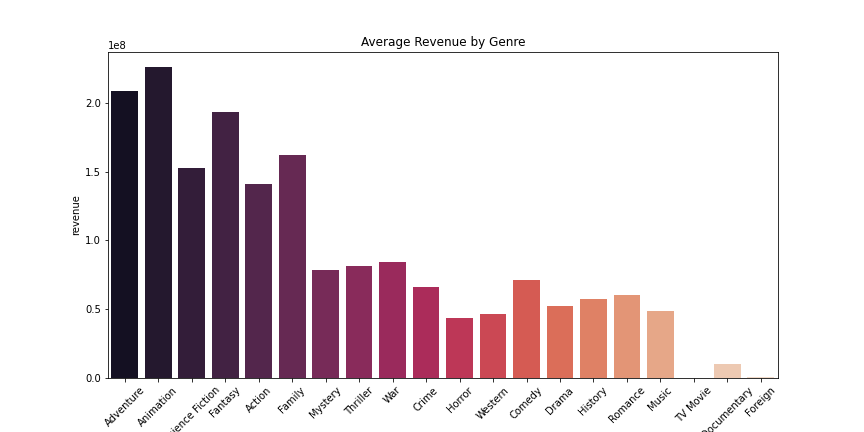 Average Revenue by Genre
1e8
2.0
1.5
1.0
0.5
0.0
revenue
Adventure
Animation
ience Fiction
Fantasy
Action
Family
Mystery
Thriller
War
Crime
Horror
Western
Comedy
Drama
History
Romance
Music
TV Movie
Documentary
Foreign